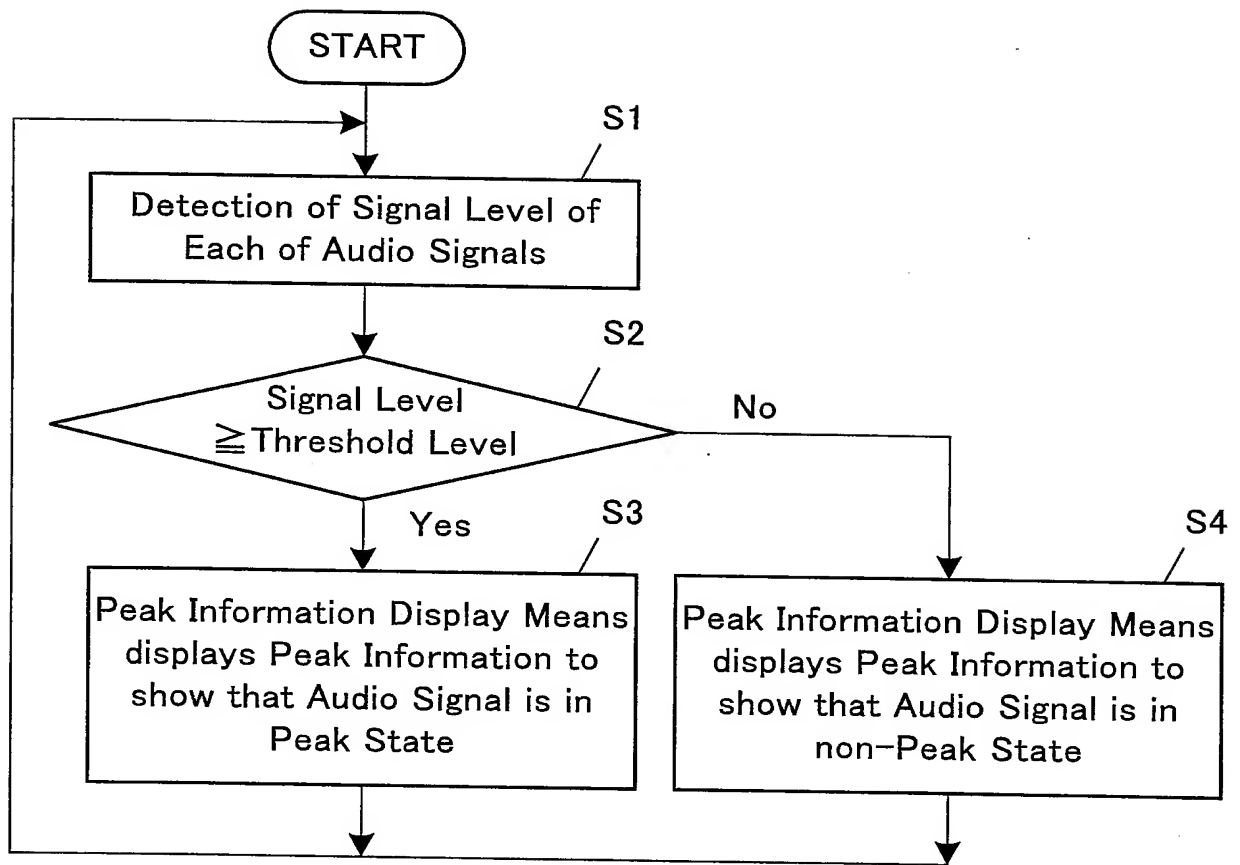 START
S1
Detection of Signal Level of
Each of Audio Signals
S2
Signal Level
≧Threshold Level
No
Yes
S3
Peak Information Display Means
displays Peak Information to
show that Audio Signal is in
Peak State
S4
Peak Information Display Means
displays Peak Information to
show that Audio Signal is in
non-Peak State